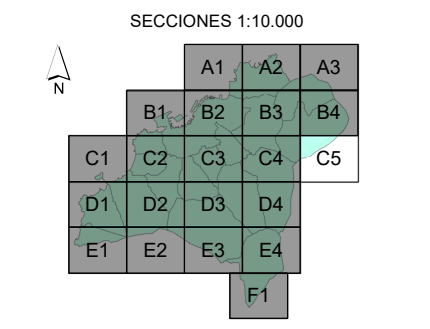 SECCIONES 1:10.000
N
A1 A2 A3
B1 B2 B3 B4
C1 C2 C3 C4 C5
D1 D2 D3 D4
E1 E2 E3 E4
F1